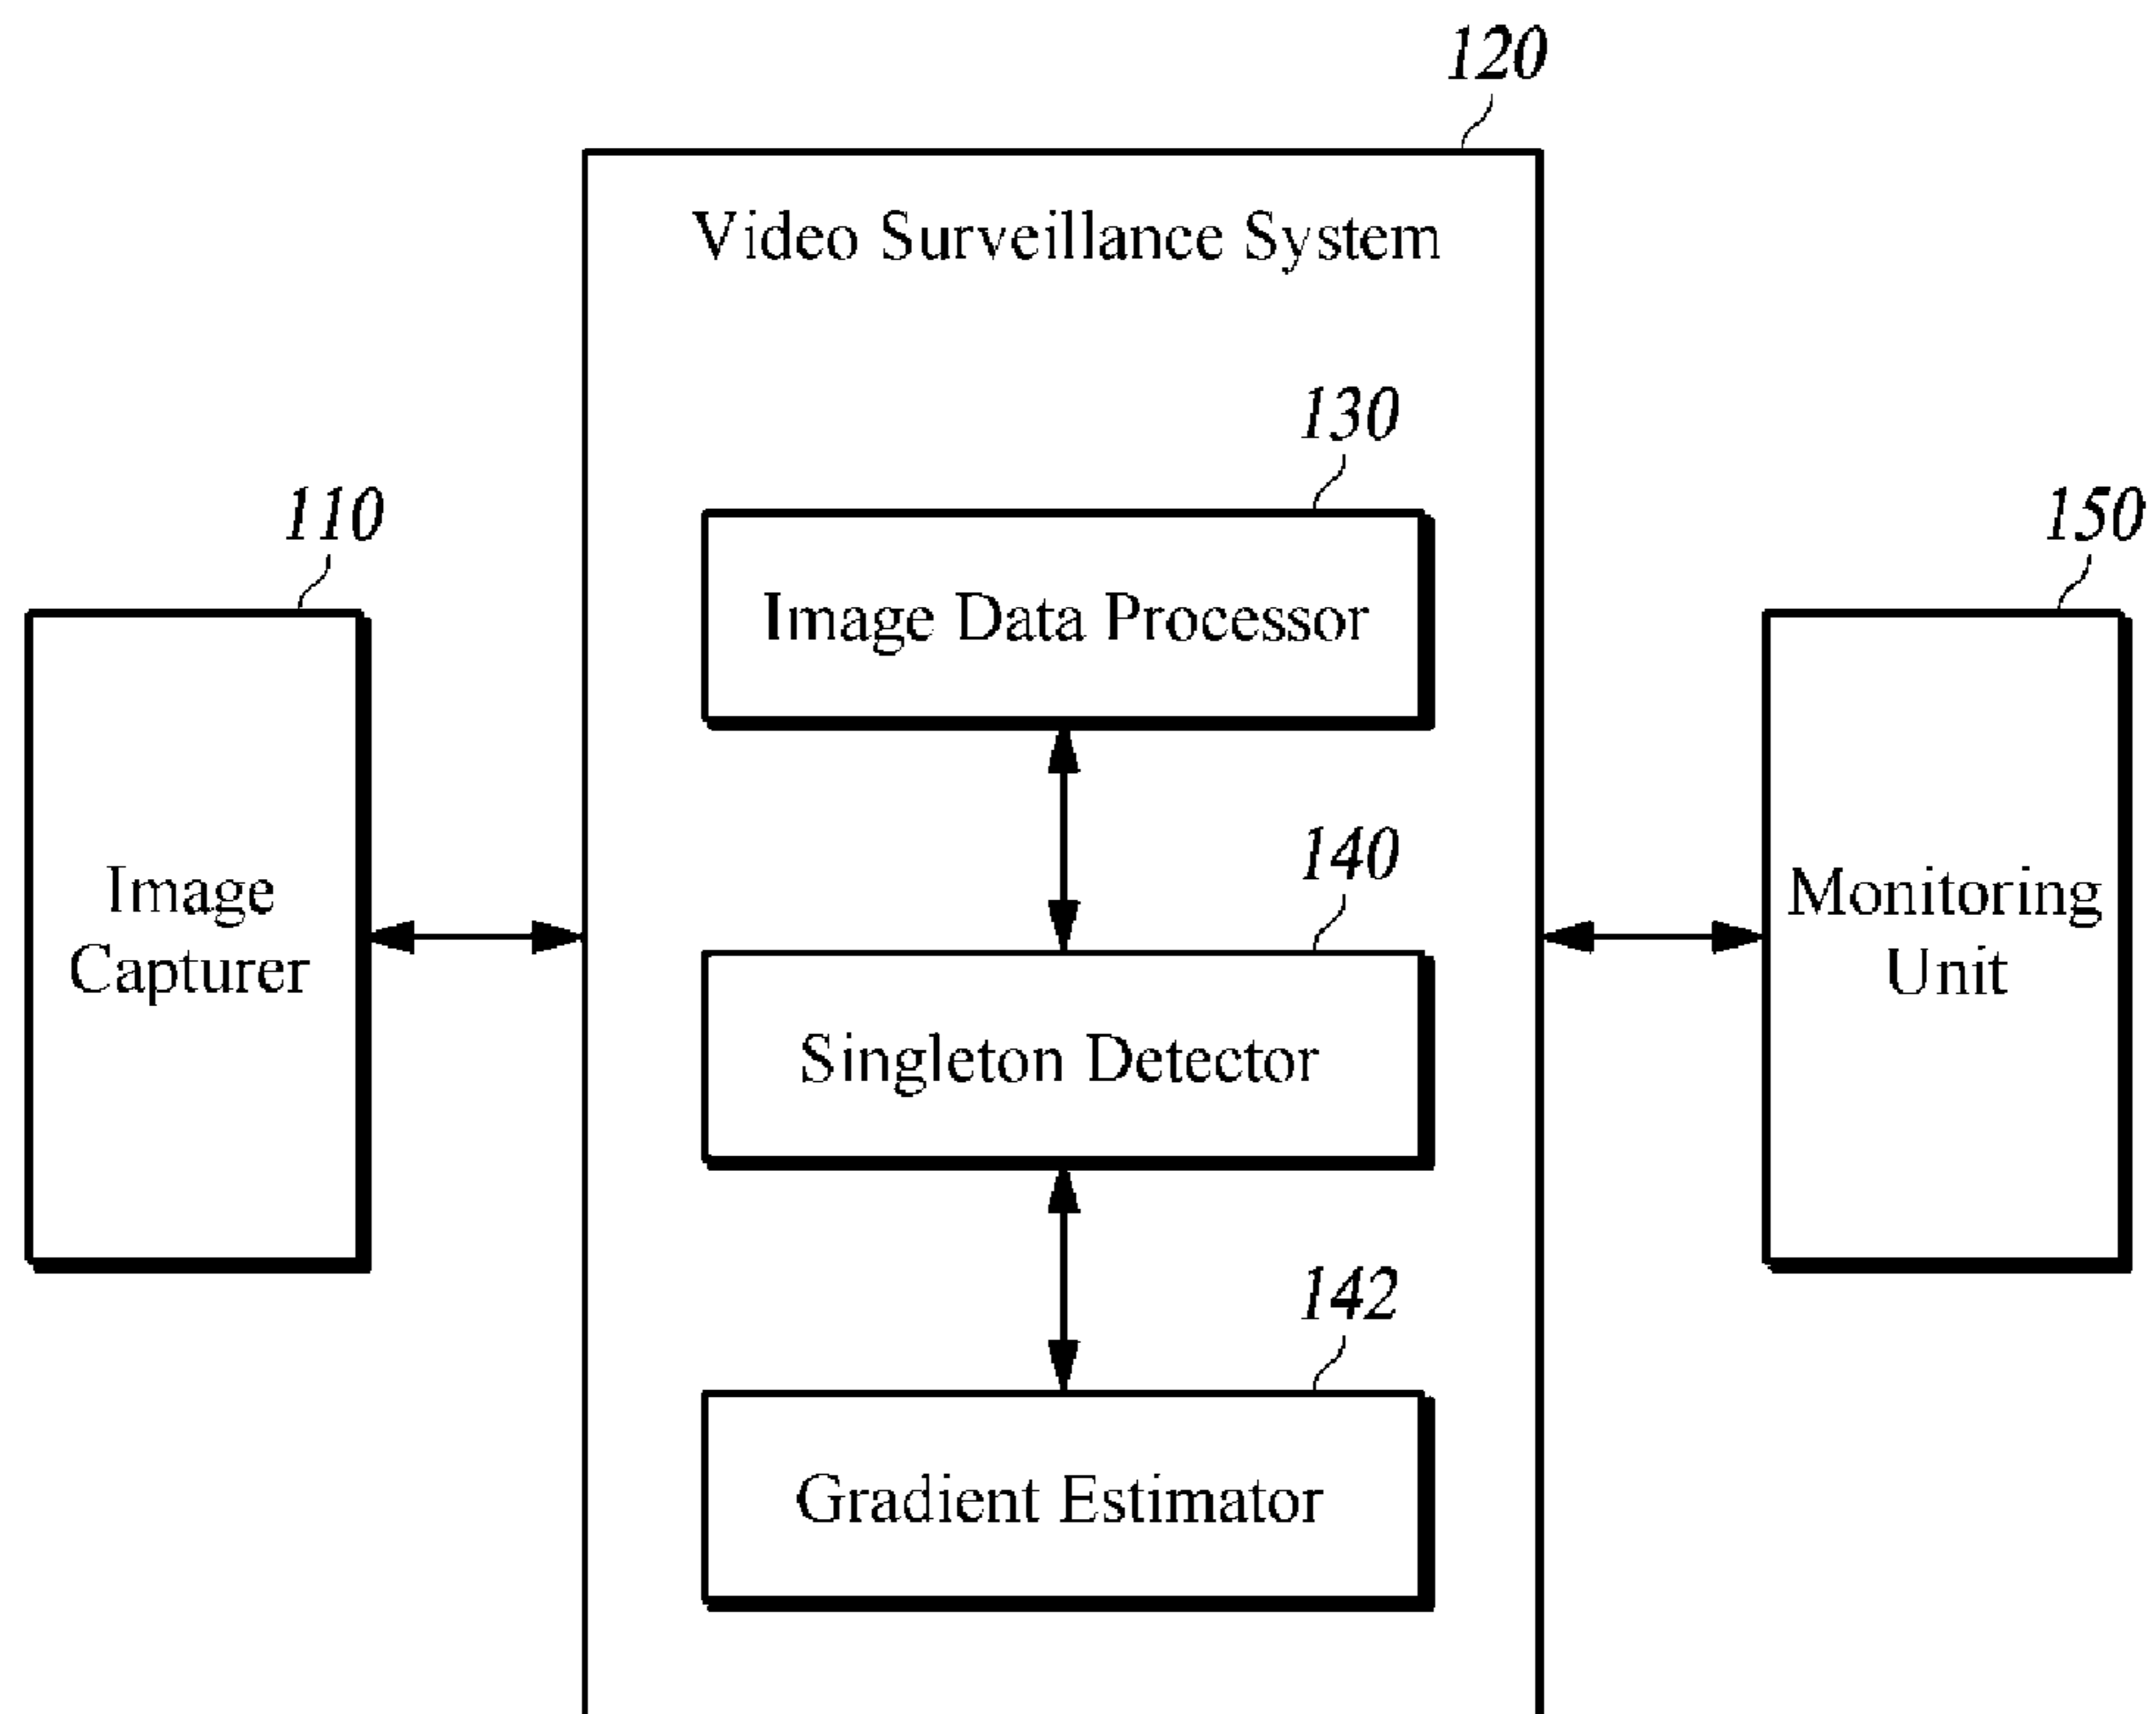 120
Video Surveillance System
130
Image Data Processor
110
Image
Capturer
140
Singleton Detector
150
Monitoring
Unit
142
Gradient Estimator